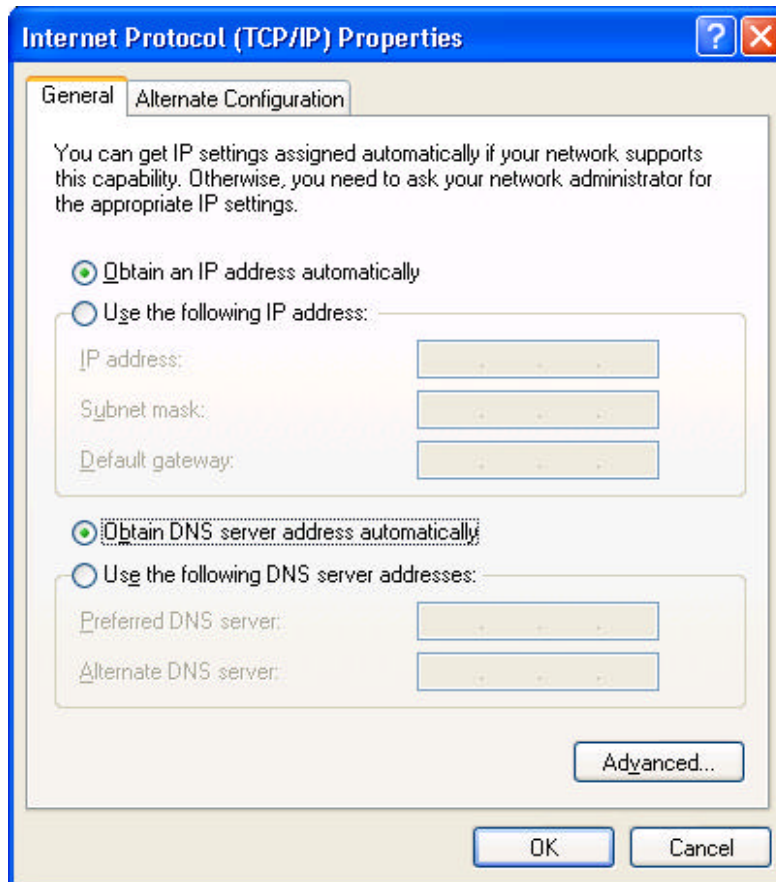 Internet Protocol (TCP/IP) Properties
General
Alternate Configuration
You can get IP settings assigned automatically if your network supports
this capability. Otherwise, you need to ask your network administrator for
the appropriate IP settings.
Obtain an IP address automatically
Use the following IP address:
IP address:
Subnet mask:
Default gateway:
Obtain DNS server address automatically
Use the following DNS server addresses:
Preferred DNS server:
Alternate DNS server:
Advanced...
OK
Cancel